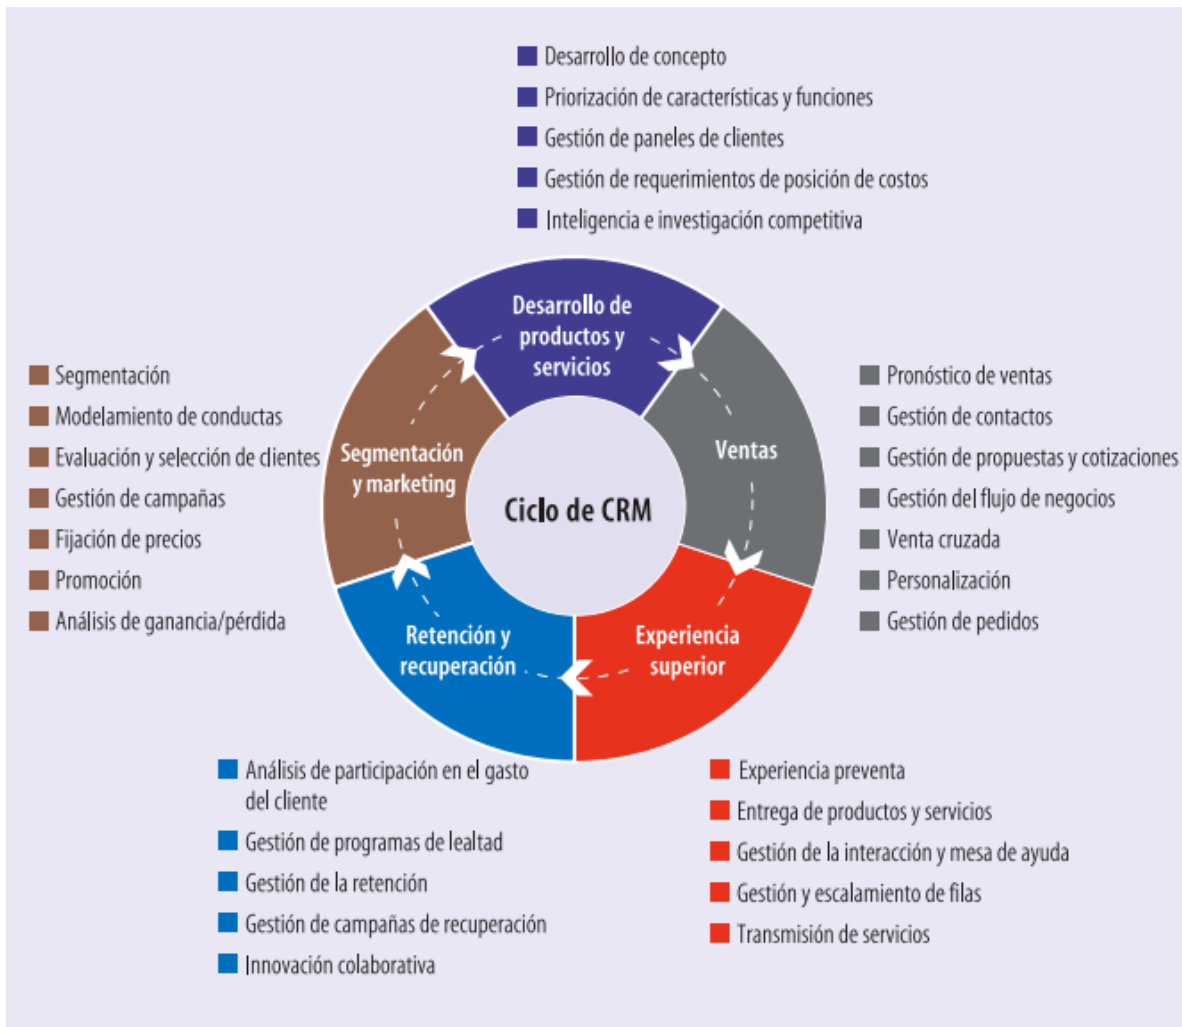 Desarrollo de concepto
Priorización de características y funciones
Gestión de paneles de clientes
Gestión de requerimientos de posición de costos
Inteligencia e investigación competitiva
Desarrollo de
productos y
servicios
Segmentación
Modelamiento de conductas
Evaluación y selección de clientes
Gestión de campañas
Fijación de precios
Promoción
Análisis de ganancia/pérdida
Segmentación
y marketing
Ciclo de CRM
Ventas
Pronóstico de ventas
Gestión de contactos
Gestión de propuestas y cotizaciones
Gestión del flujo de negocios
Venta cruzada
Personalización
Gestión de pedidos
Retención y
recuperación
Experiencia
superior
Análisis de participación en el gasto
del cliente
Gestión de programas de lealtad
Gestión de la retención
Gestión de campañas de recuperación
Innovación colaborativa
Experiencia preventa
Entrega de productos y servicios
Gestión de la interacción y mesa de ayuda
Gestión y escalamiento de filas
Transmisión de servicios